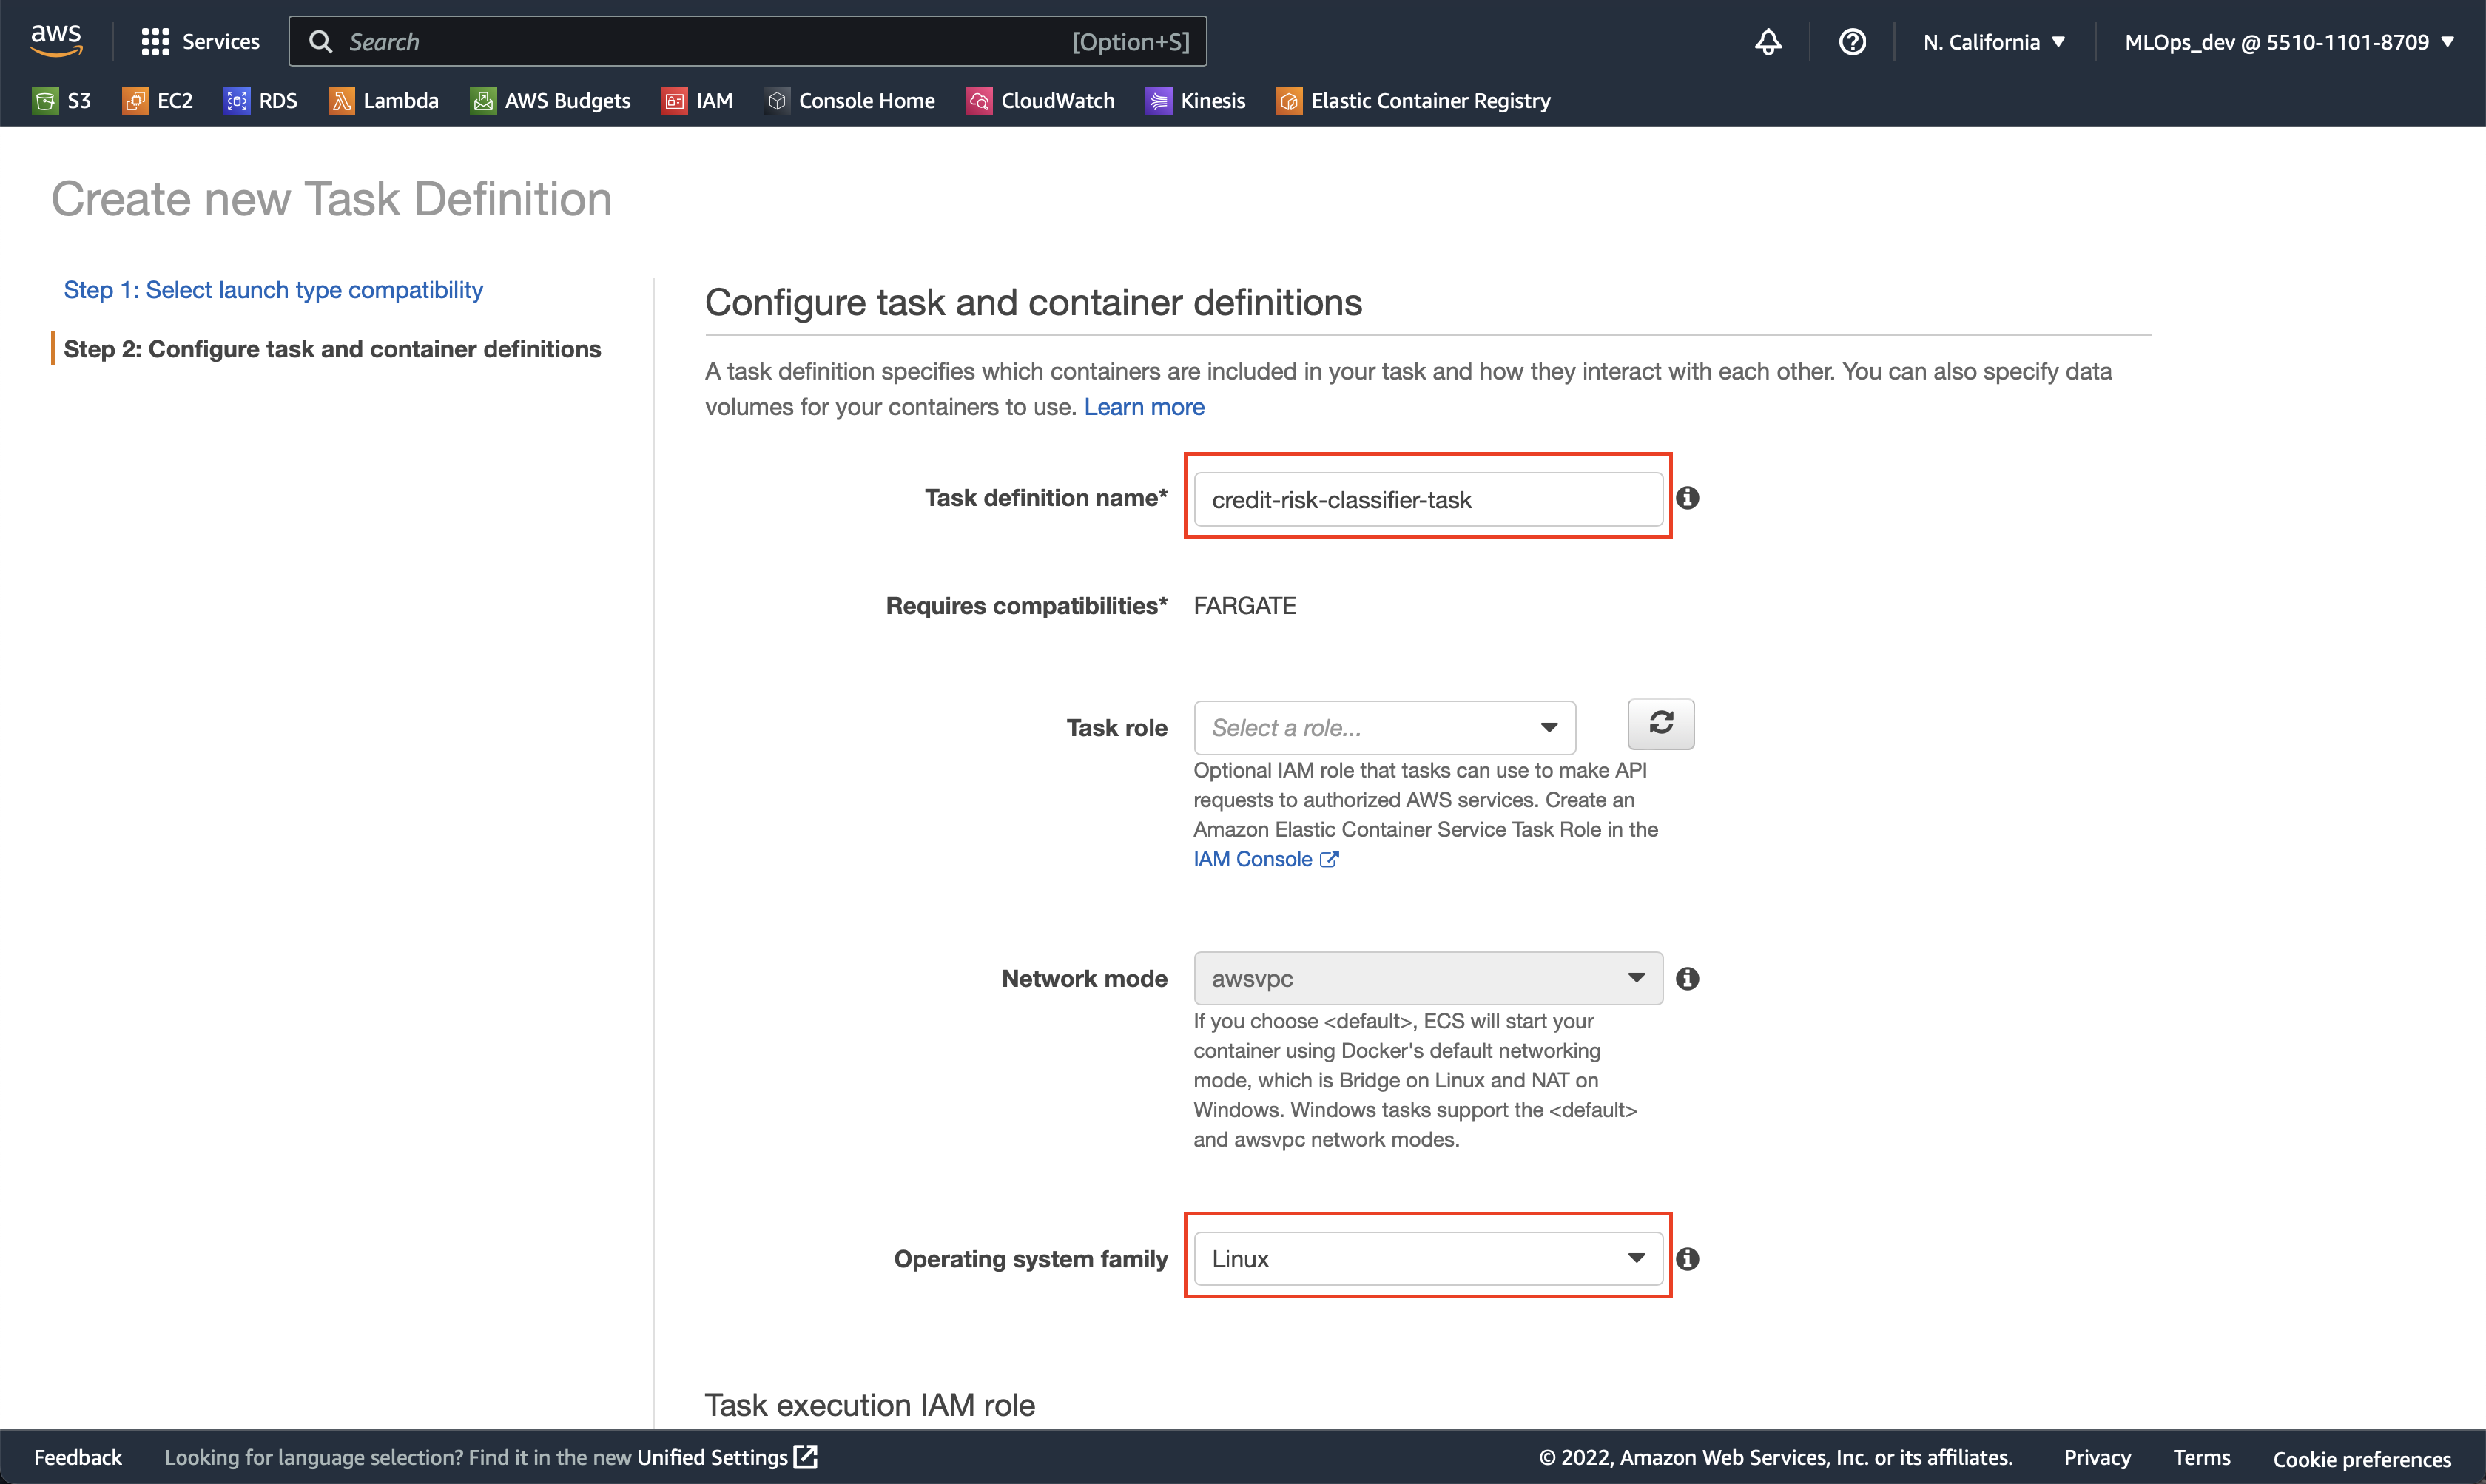 aws
Services
Search
[Option+S]
N. California
MLOps_dev @ 5510-1101-8709
S3
EC2
RDS
Lambda
AWS Budgets
IAM
Console Home
CloudWatch
Kinesis
Elastic Container Registry
Create new Task Definition
Step 1: Select launch type compatibility
Step 2: Configure task and container definitions
Configure task and container definitions
A task definition specifies which containers are included in your task and how they interact with each other. You can also specify data
volumes for your containers to use. Learn more
Task definition name*
credit-risk-classifier-task
Requires compatibilities*
FARGATE
Task role
Select a role...
Optional IAM role that tasks can use to make API
requests to authorized AWS services. Create an
Amazon Elastic Container Service Task Role in the
IAM Console
Network mode
awsvpc
If you choose <default>, ECS will start your
container using Docker's default networking
mode, which is Bridge on Linux and NAT on
Windows. Windows tasks support the <default>
and awsvpc network modes.
Operating system family
Linux
Task execution IAM role
Feedback
Looking for language selection? Find it in the new Unified Settings
© 2022, Amazon Web Services, Inc. or its affiliates.
Privacy
Terms
Cookie preferences